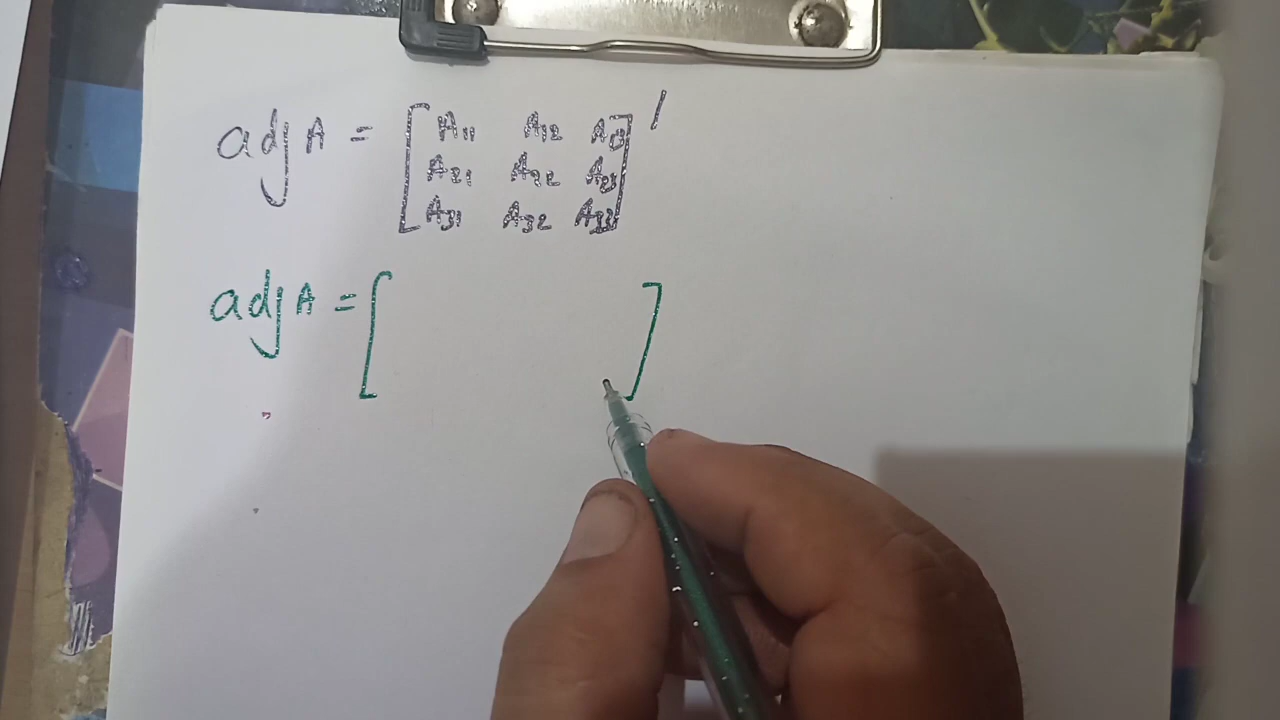 adj A = [ A11 A12 A13 ]'
A21 A22 A23
A31 A32 A33
adj A = [ ]